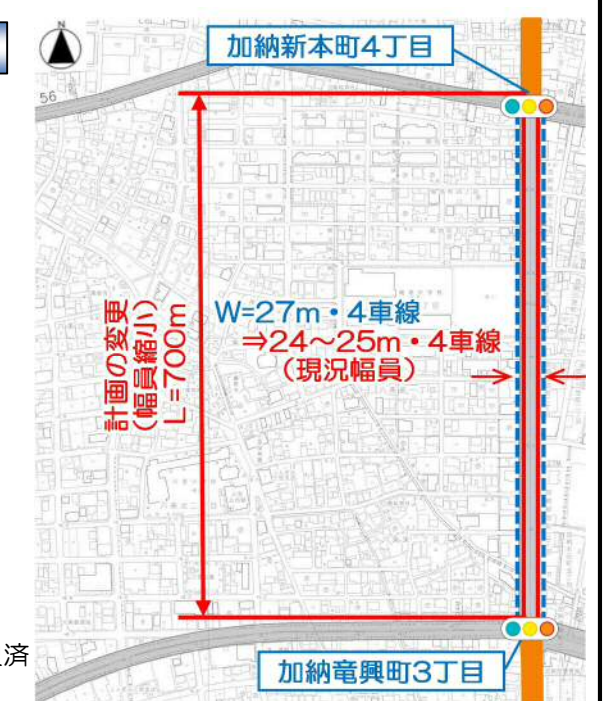 N
加納新本町4丁目
56
計画の変更
(幅員縮小)
L=700m
W=27m・4車線
⇒24~25m・4車線
(現況幅員)
済
加納竜興町3丁目